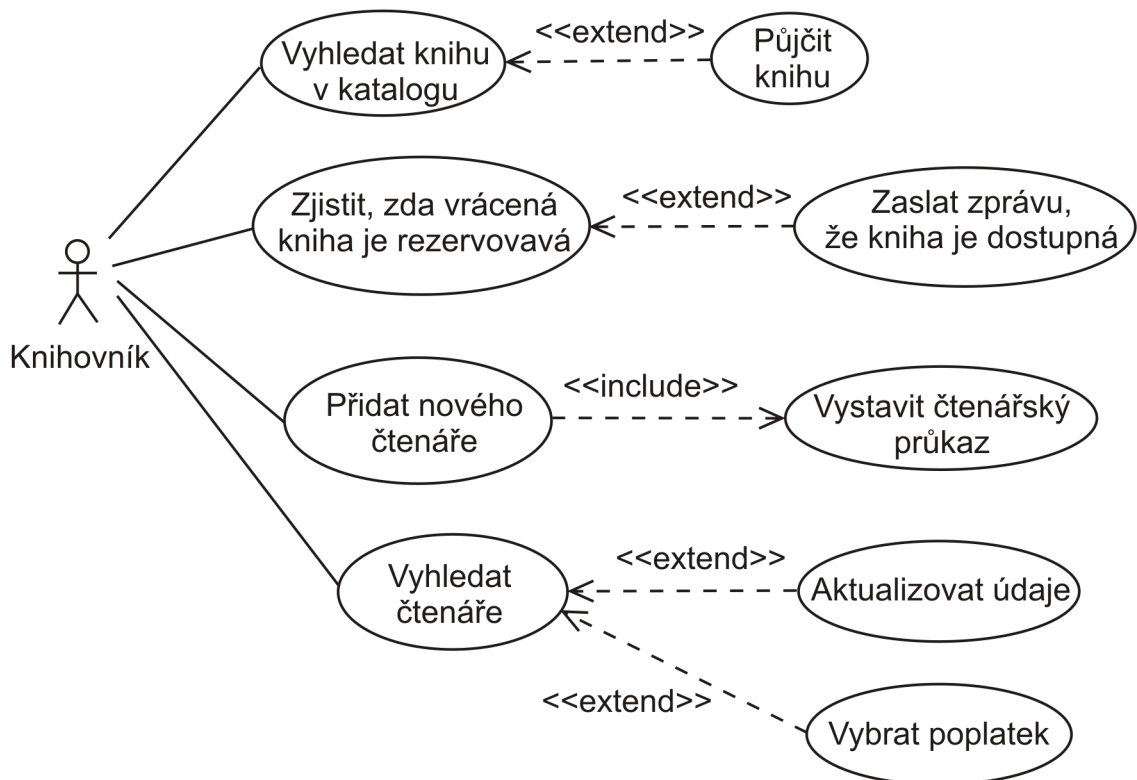 Vyhledat knihu
v katalogu
<<extend>>
Půjčit
knihu
Zjistit, zda vrácená
kniha je rezervovavá
<<extend>>
Zaslat zprávu,
že kniha je dostupná
Knihovník
Přidat nového
čtenáře
<<include>>
Vystavit čtenářský
průkaz
Vyhledat
čtenáře
<<extend>>
Aktualizovat údaje
<<extend>>
Vybrat poplatek